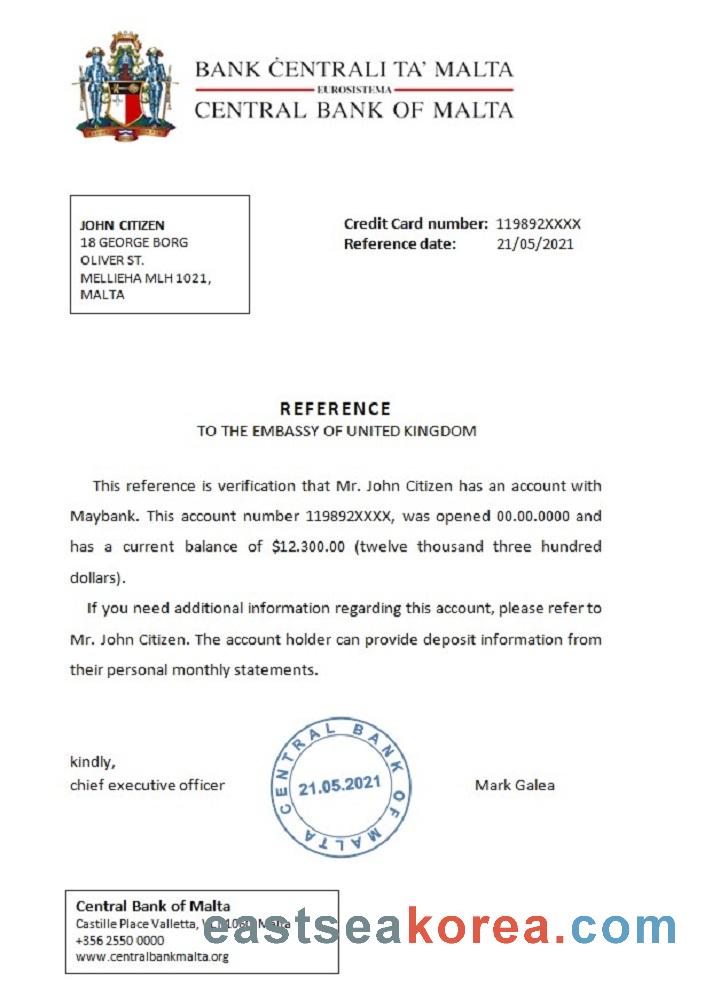 BANK ĊENTRALI TA' MALTA
EUROSISTEMA
CENTRAL BANK OF MALTA
JOHN CITIZEN
18 GEORGE BORG
OLIVER ST.
MELLIEHA MLH 1021,
MALTA
Credit Card number: 119892XXXX
Reference date: 21/05/2021
REFERENCE
TO THE EMBASSY OF UNITED KINGDOM
This reference is verification that Mr. John Citizen has an account with
Maybank. This account number 119892XXXX, was opened 00.00.0000 and
has a current balance of $12.300.00 (twelve thousand three hundred
dollars).
If you need additional information regarding this account, please refer to
Mr. John Citizen. The account holder can provide deposit information from
their personal monthly statements.
kindly,
chief executive officer
CENTRAL BANK OF MALTA
21.05.2021
Mark Galea
Central Bank of Malta
Castille Place Valletta, Malta
+356 2550 0000
www.centralbankmalta.org
eastseakorea.com